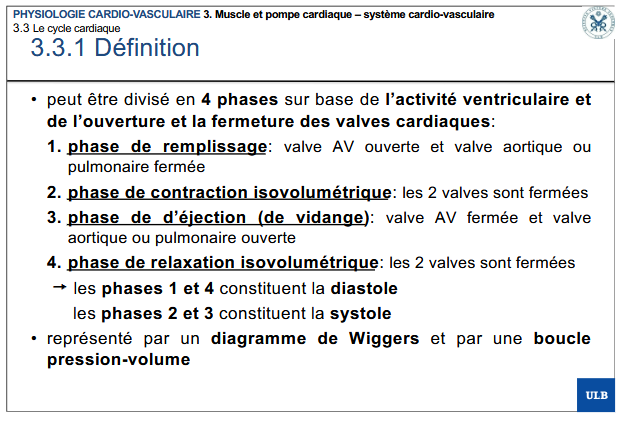 PHYSIOLOGIE CARDIO-VASCULAIRE 3. Muscle et pompe cardiaque – système cardio-vasculaire
3.3 Le cycle cardiaque
3.3.1 Définition
• peut être divisé en 4 phases sur base de l’activité ventriculaire et
de l’ouverture et la fermeture des valves cardiaques:
1. phase de remplissage: valve AV ouverte et valve aortique ou
pulmonaire fermée
2. phase de contraction isovolumétrique: les 2 valves sont fermées
3. phase de d’éjection (de vidange): valve AV fermée et valve
aortique ou pulmonaire ouverte
4. phase de relaxation isovolumétrique: les 2 valves sont fermées
→ les phases 1 et 4 constituent la diastole
les phases 2 et 3 constituent la systole
• représenté par un diagramme de Wiggers et par une boucle
pression-volume
ULB